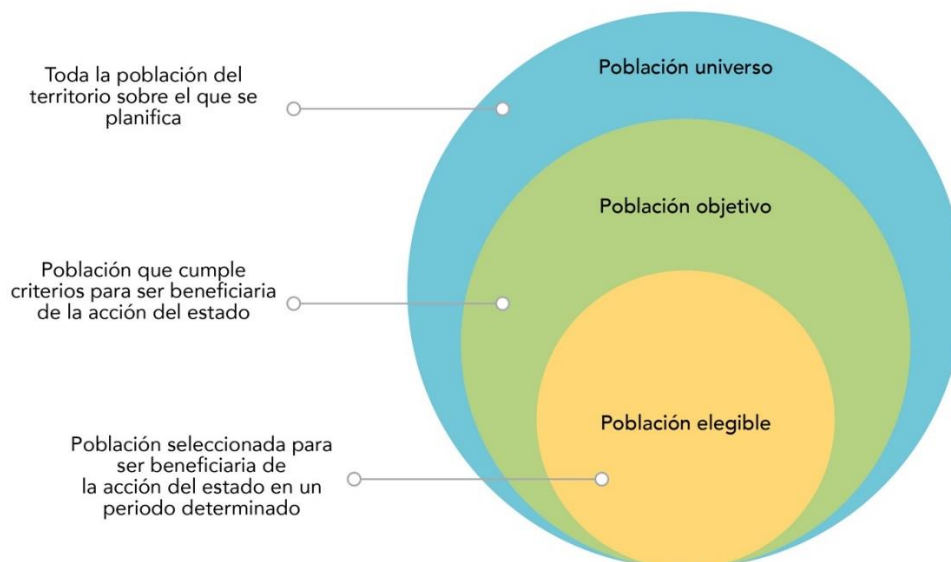 Población universo
Toda la población del
territorio sobre el que se
planifica
Población objetivo
Población que cumple
criterios para ser beneficiaria
de la acción del estado
Población elegible
Población seleccionada para
ser beneficiaria de
la acción del estado en un
periodo determinado